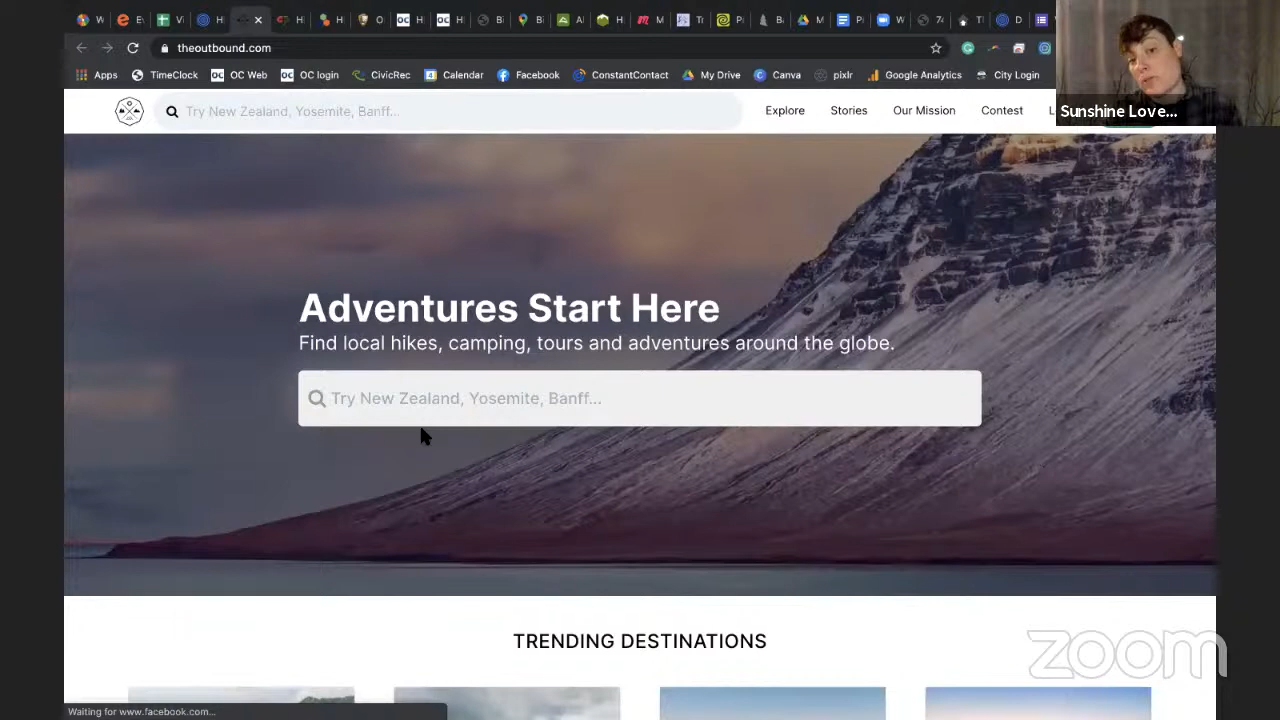 theoutbound.com
Apps TimeClock OC Web OC login CivicRec Calendar Facebook ConstantContact My Drive Canva pixlr Google Analytics City Login
Try New Zealand, Yosemite, Banff...
Explore Stories Our Mission Contest
Sunshine Love...
Adventures Start Here
Find local hikes, camping, tours and adventures around the globe.
Try New Zealand, Yosemite, Banff...
TRENDING DESTINATIONS
zoom
Waiting for www.facebook.com...